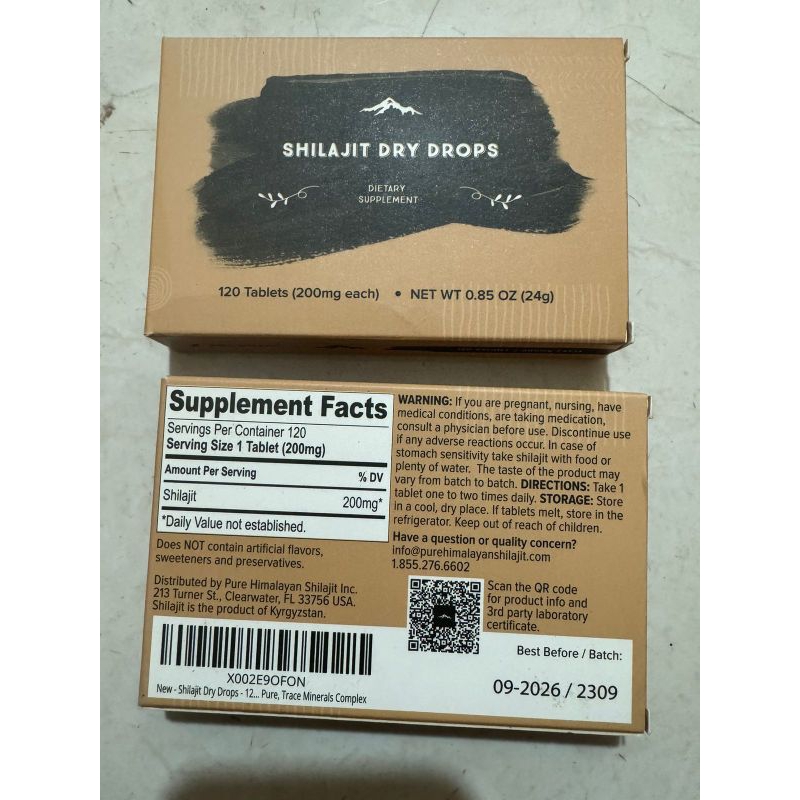 SHILAJIT DRY DROPS
DIETARY
SUPPLEMENT
120 Tablets (200mg each) • NET WT 0.85 OZ (24g)
Supplement Facts
Servings Per Container 120
Serving Size 1 Tablet (200mg)
Amount Per Serving % DV
Shilajit 200mg*
*Daily Value not established.
Does NOT contain artificial flavors,
sweeteners and preservatives.
Distributed by Pure Himalayan Shilajit Inc.
213 Turner St., Clearwater, FL 33756 USA.
Shilajit is the product of Kyrgyzstan.
WARNING: If you are pregnant, nursing, have
medical conditions, are taking medication,
consult a physician before use. Discontinue use
if any adverse reactions occur. In case of
stomach sensitivity take shilajit with food or
plenty of water. The taste of the product may
vary from batch to batch. DIRECTIONS: Take 1
tablet one to two times daily. STORAGE: Store
in a cool, dry place. If tablets melt, store in the
refrigerator. Keep out of reach of children.
Have a question or quality concern?
info@purehimalayanshilajit.com
1.855.276.6602
Scan the QR code
for product info and
3rd party laboratory
certificate.
X002E9OFON
New - Shilajit Dry Drops - 12... Pure, Trace Minerals Complex
Best Before / Batch:
09-2026 / 2309